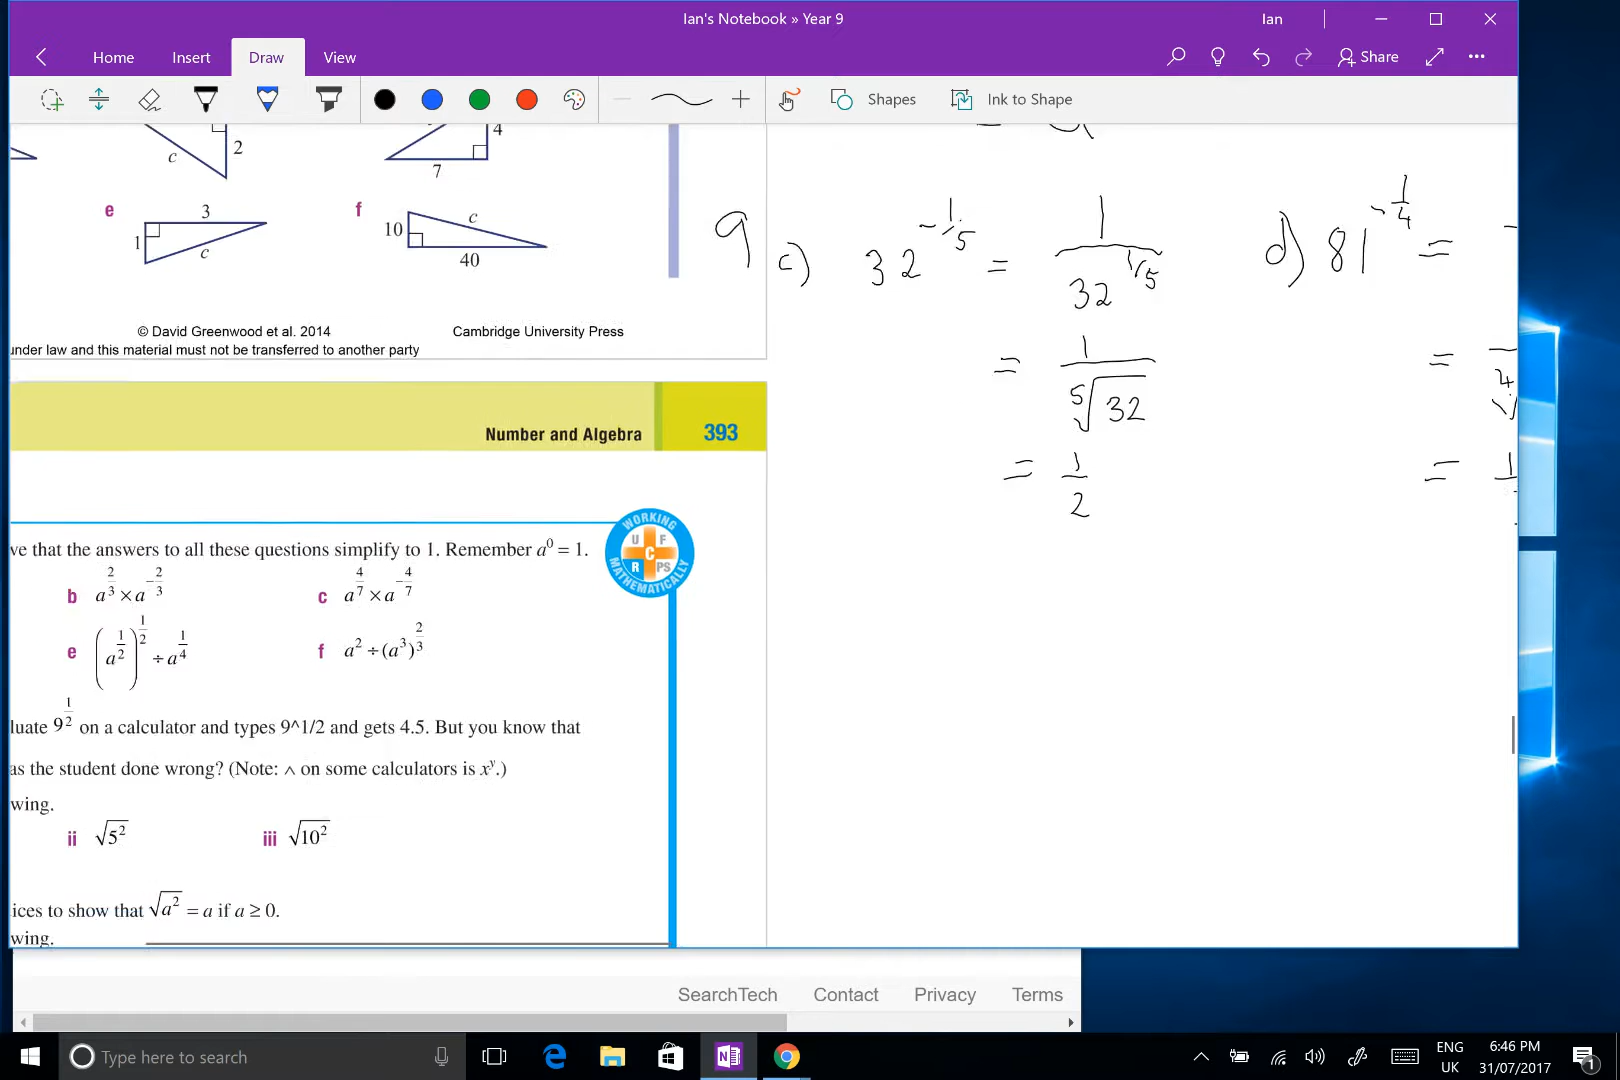 Ian's Notebook » Year 9
Ian
Home Insert Draw View
Share
Shapes Ink to Shape
c 2
7 4
e 3 1 c
f 10 c 40
© David Greenwood et al. 2014 Cambridge University Press
under law and this material must not be transferred to another party
Number and Algebra 393
ve that the answers to all these questions simplify to 1. Remember a⁰ = 1.
b a^(2/3) × a^(-2/3) c a^(4/7) × a^(-4/7)
e (a^(1/2))^(1/2) ÷ a^(1/4) f a² ÷ (a³)^(2/3)
luate 9^(1/2) on a calculator and types 9^1/2 and gets 4.5. But you know that
as the student done wrong? (Note: ^ on some calculators is x^y.)
wing.
ii √5² iii √10²
ices to show that √a² = a if a ≥ 0.
wing.
WORKING
U F
C
R PS
MATHEMATICALLY
9 c) 32^(-1/5) = 1/32^(1/5) d) 81^(-1/4) =
= 1/⁵√32 =
= 1/2 =
SearchTech Contact Privacy Terms
Type here to search
ENG
UK
6:46 PM
31/07/2017
1